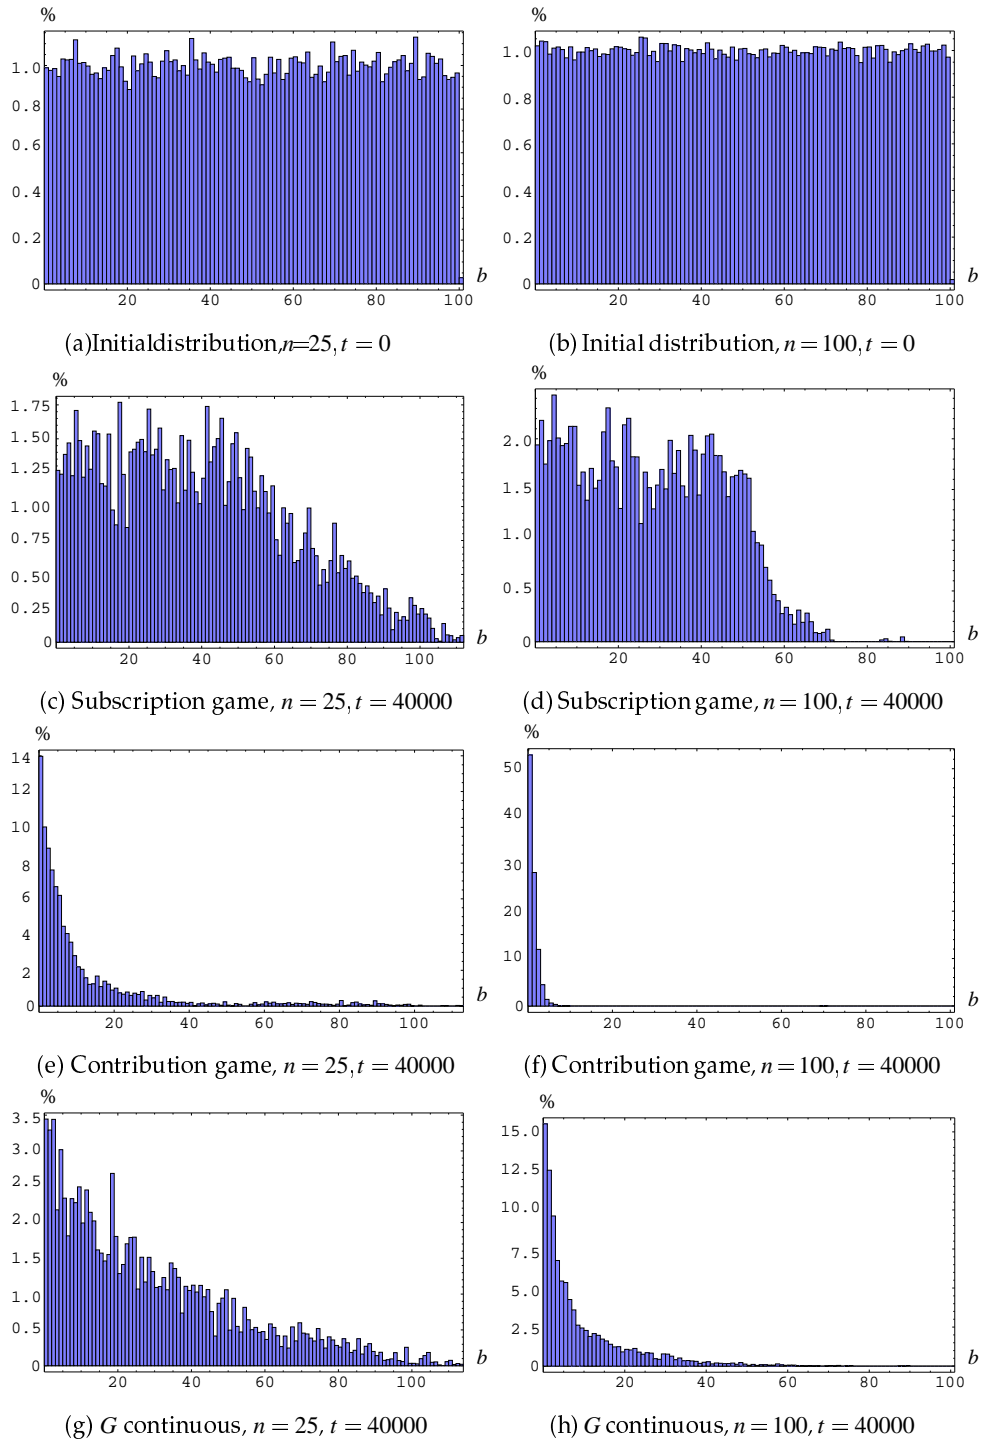 % %
1.0 1.0
0.8 0.8
0.6 0.6
0.4 0.4
0.2 0.2
0 b 0 b
20 40 60 80 100 20 40 60 80 100
(a)Initialdistribution,n=25,t = 0 (b) Initial distribution, n = 100, t = 0
% %
1.75
1.50 2.0
1.25 1.5
1.00
0.75 1.0
0.50 0.5
0.25
0 b 0 b
20 40 60 80 100 20 40 60 80 100
(c) Subscription game, n = 25, t = 40000 (d) Subscription game, n = 100, t = 40000
% %
14 50
12
10 40
8 30
6 20
4
2 10
0 b 0 b
20 40 60 80 100 20 40 60 80 100
(e) Contribution game, n = 25, t = 40000 (f) Contribution game, n = 100, t = 40000
% %
3.5 15.0
3.0 12.5
2.5 10.0
2.0
1.5 7.5
1.0 5.0
0.5 2.5
0 b 0 b
20 40 60 80 100 20 40 60 80 100
(g) G continuous, n = 25, t = 40000 (h) G continuous, n = 100, t = 40000